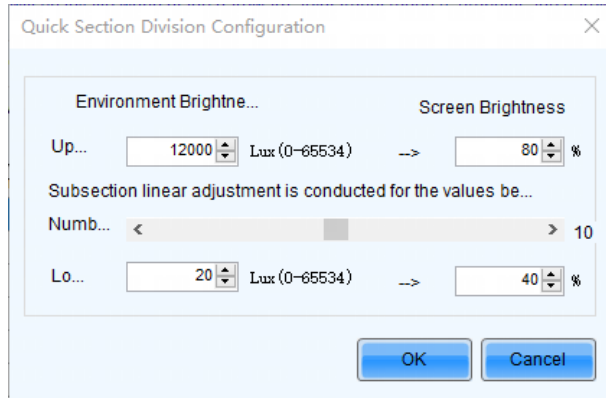 Quick Section Division Configuration
Environment Brightne... Screen Brightness
Up... 12000 Lux(0-65534) --> 80 %
Subsection linear adjustment is conducted for the values be...
Numb... < > 10
Lo... 20 Lux(0-65534) --> 40 %
OK Cancel